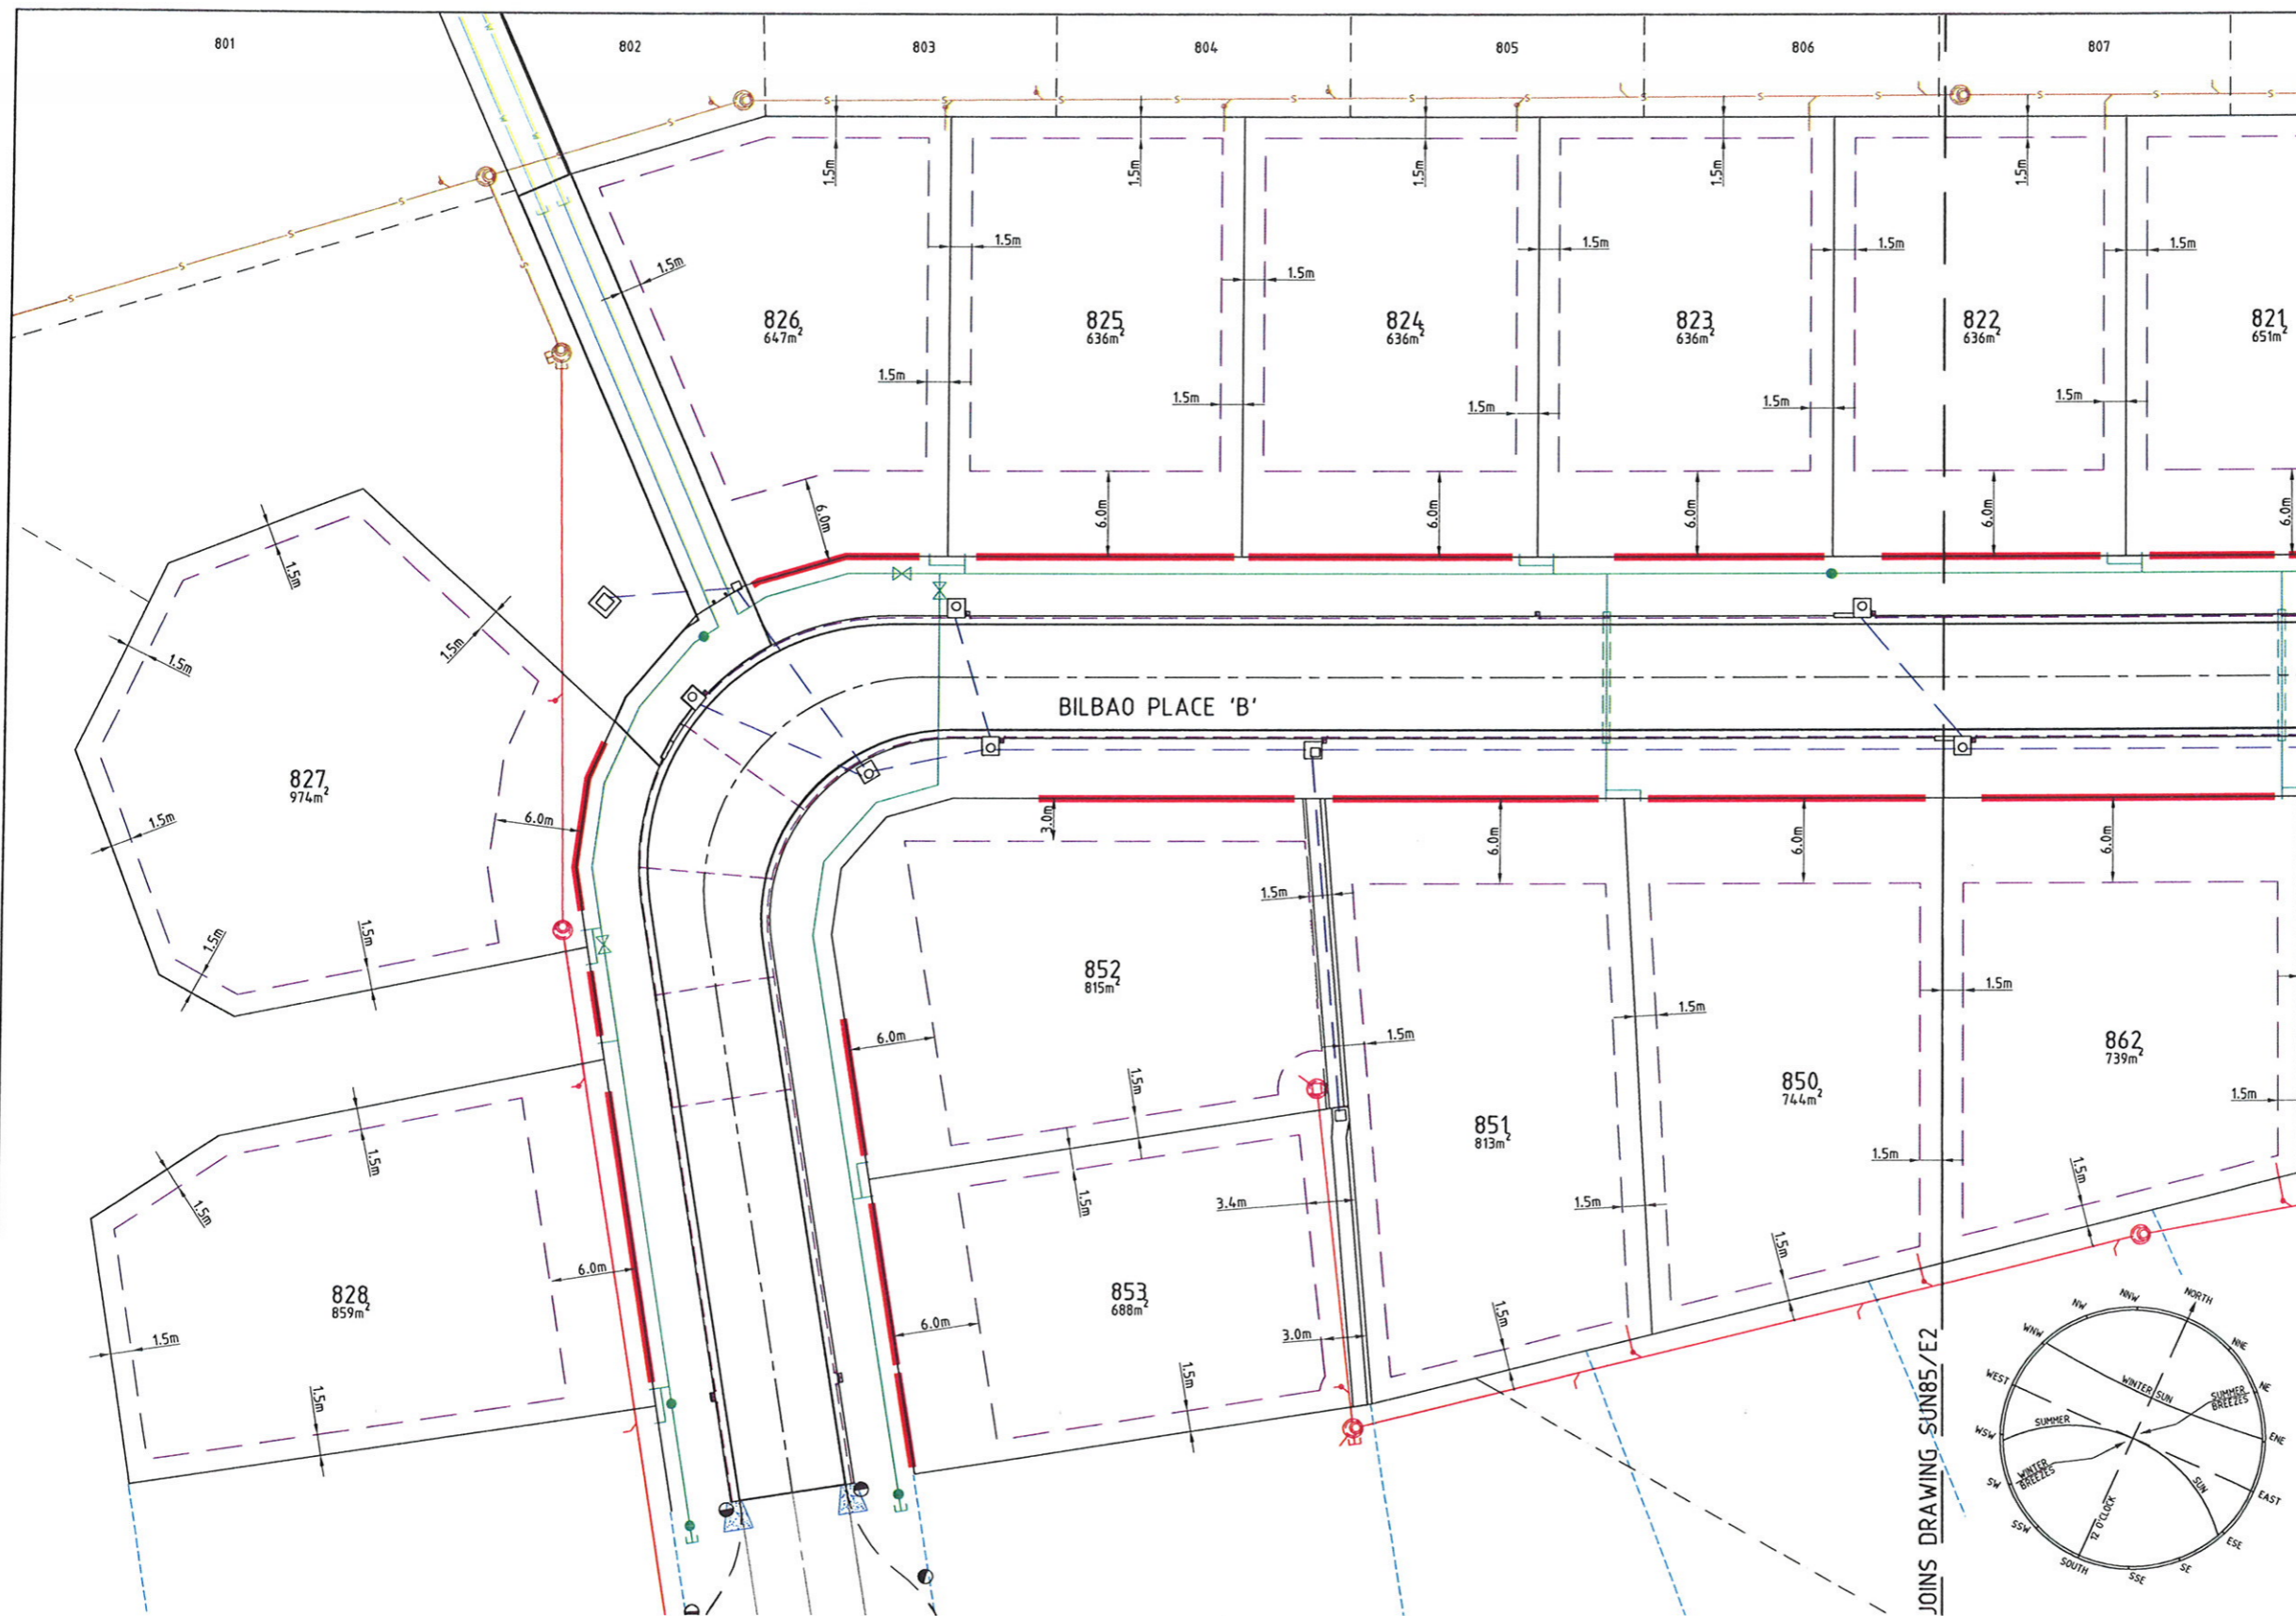 801
802
803
804
805
806
807
S S S S S S S S S S S S S
S S S S S S
W W
W W
1.5m 1.5m 1.5m 1.5m 1.5m
1.5m 1.5m 1.5m 1.5m
1.5m 1.5m
826
647m²
825
636m²
824
636m²
823
636m²
822
636m²
821
651m²
1.5m
1.5m 1.5m 1.5m 1.5m
6.0m 6.0m 6.0m 6.0m 6.0m 6.0m
1.5m
1.5m
1.5m
BILBAO PLACE 'B'
827
974m²
1.5m
6.0m
3.0m
6.0m
6.0m
6.0m
1.5m
1.5m
1.5m
852
815m²
1.5m
1.5m
6.0m
1.5m
862
739m²
1.5m
1.5m
850
744m²
1.5m
851
813m²
1.5m
1.5m
1.5m
1.5m
1.5m
3.4m
1.5m
1.5m
6.0m
828
859m²
853
688m²
1.5m
6.0m
3.0m
1.5m
1.5m
1.5m
1.5m
JOINS DRAWING SUN85/E2
NORTH
NNW
NW
NNE
WNW
WEST
NE
WINTER SUN
SUMMER
BREEZES
SUMMER
SUN
WSW
ENE
WINTER
BREEZES
SW
EAST
12 O'CLOCK
SSW
ESE
SOUTH
SSE
SE